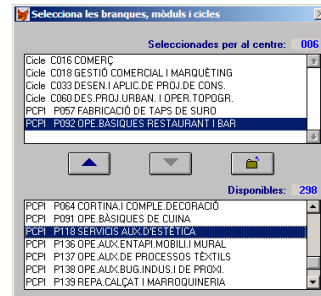 Selecciona les branques, mòduls i cicles
Seleccionades per al centre: 006
Cicle C016 COMERÇ
Cicle C018 GESTIÓ COMERCIAL I MARQUÈTING
Cicle C033 DESEN.I APLIC.DE PROJ.DE CONS.
Cicle C060 DES.PROJ.URBAN. I OPER.TOPOGR.
PCPI P057 FABRICACIÓ DE TAPS DE SURO
PCPI P092 OPE.BÀSIQUES RESTAURANT I BAR
Disponibles: 298
PCPI P064 CORTINA.I COMPLE.DECORACIÓ
PCPI P091 OPE.BÀSIQUES DE CUINA
PCPI P118 SERVICIS AUX.D'ESTÈTICA
PCPI P136 OPE.AUX.ENTAPI.MOBILI.I MURAL
PCPI P137 OPE.AUX.DE PROCESSOS TÈXTILS
PCPI P138 OPE.AUX.BUG.INDUS.I DE PROXI.
PCPI P139 REPA.CALÇAT I MARROQUINERIA